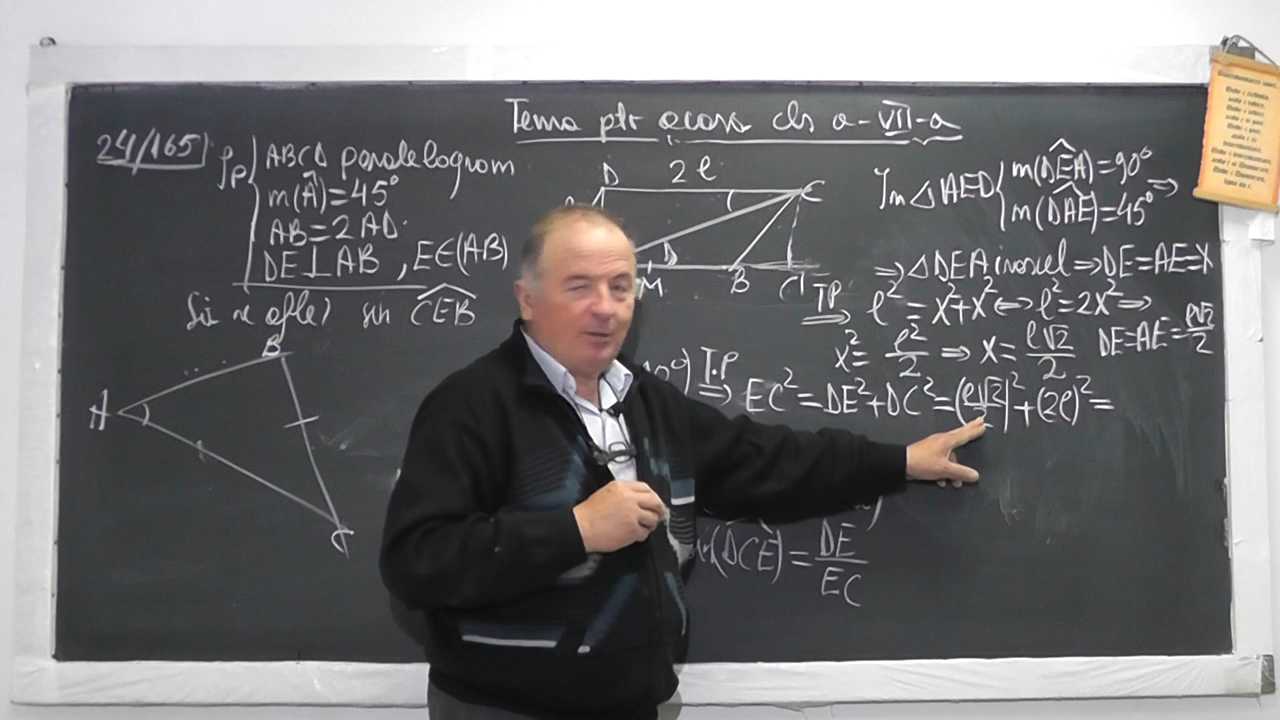 Tema ptr acasa cls a-VII-a
24/165)
Ip ABCD paralelogram
m(Â)=45°
AB=2AD
DE⊥AB, E∈(AB)
Să se afle) sin CEB
D 2l C
M B C'
A B C
În △AED m(DEA)=90°
m(DAE)=45° ⇒
⇒ △DEA isoscel ⇒ DE=AE=x
T.P ⇒ l²=x²+x² ⇔ l²=2x² ⇒
x²=l²/2 ⇒ x=l√2/2 DE=AE=l√2/2
T.P ⇒ EC²=DE²+DC²=(l√2/2)²+(2l)²=
(DCE)=DE/EC